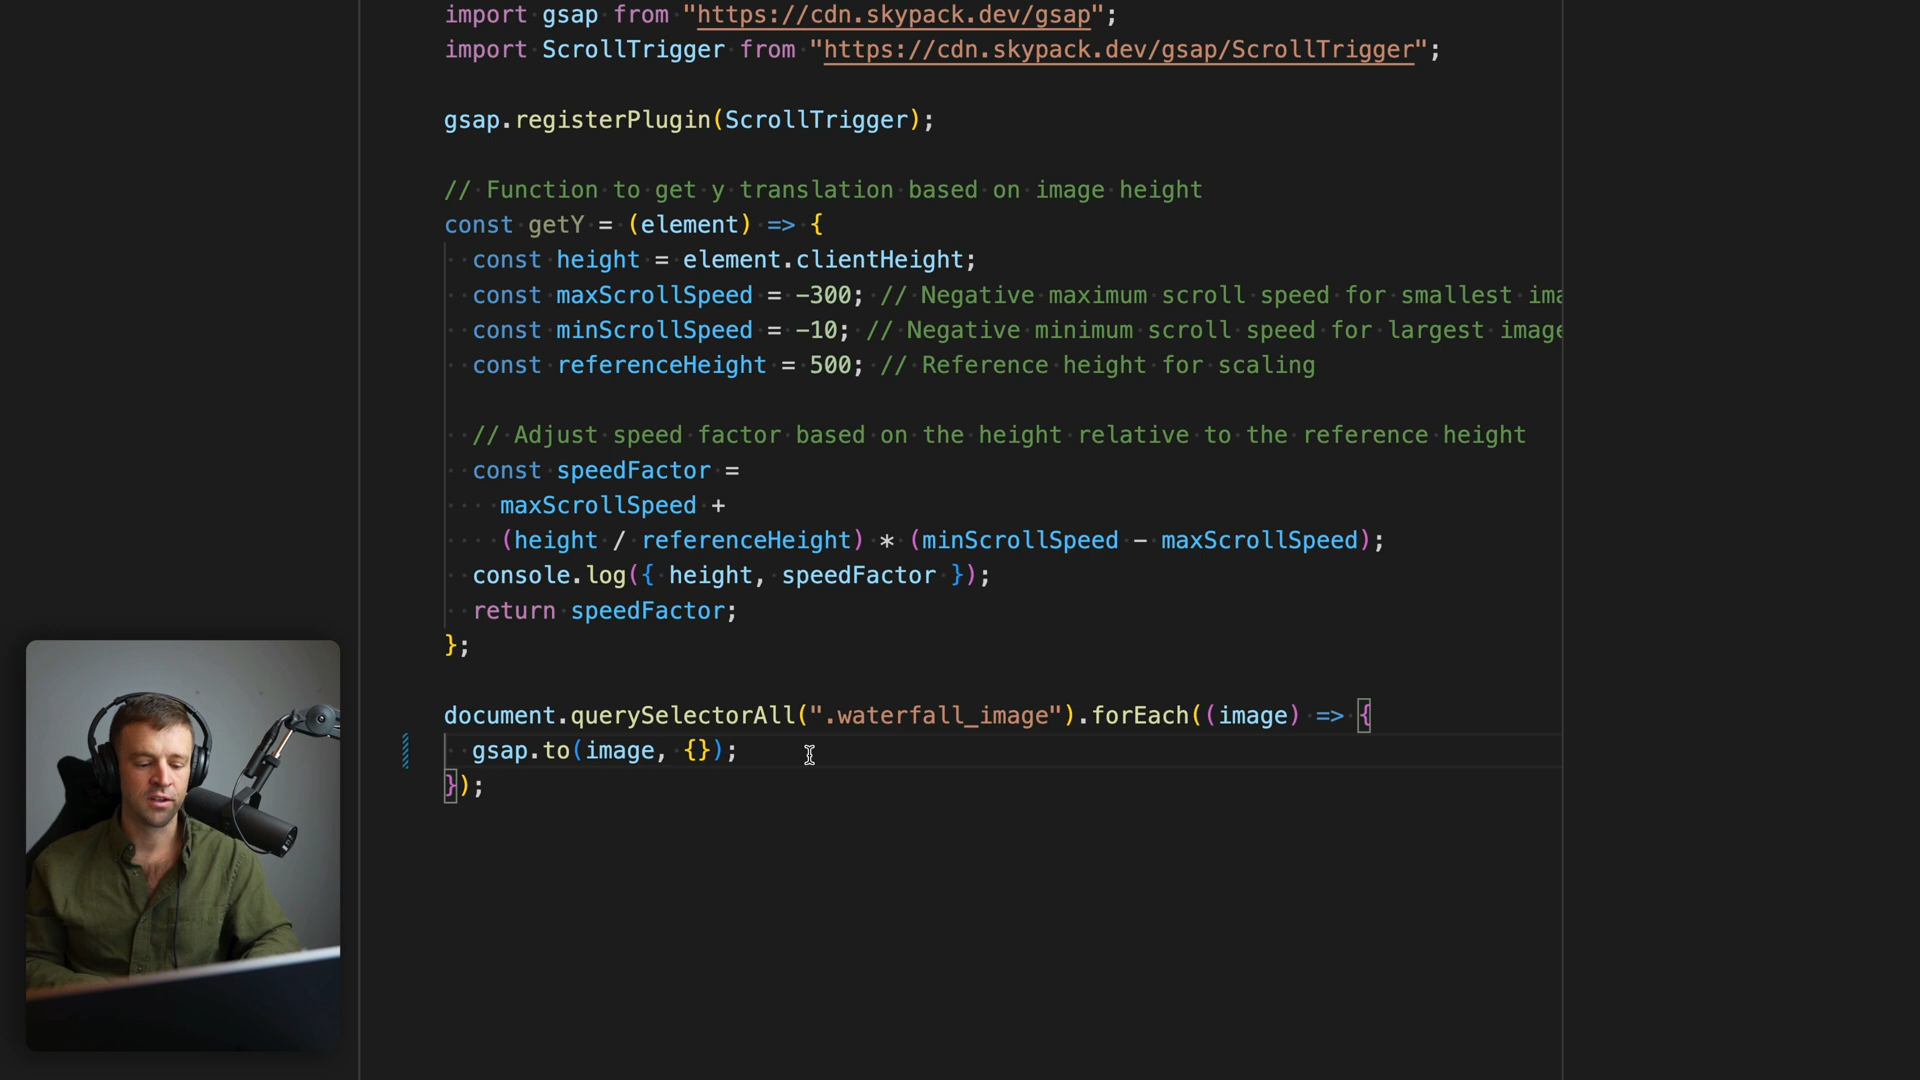 import gsap from "https://cdn.skypack.dev/gsap";
import ScrollTrigger from "https://cdn.skypack.dev/gsap/ScrollTrigger";
gsap.registerPlugin(ScrollTrigger);
// Function to get y translation based on image height
const getY = (element) => {
const height = element.clientHeight;
const maxScrollSpeed = -300; // Negative maximum scroll speed for smallest
const minScrollSpeed = -10; // Negative minimum scroll speed for largest image
const referenceHeight = 500; // Reference height for scaling
// Adjust speed factor based on the height relative to the reference height
const speedFactor =
maxScrollSpeed +
(height / referenceHeight) * (minScrollSpeed - maxScrollSpeed);
console.log({ height, speedFactor });
return speedFactor;
};
document.querySelectorAll(".waterfall_image").forEach((image) => {
gsap.to(image, {});
});